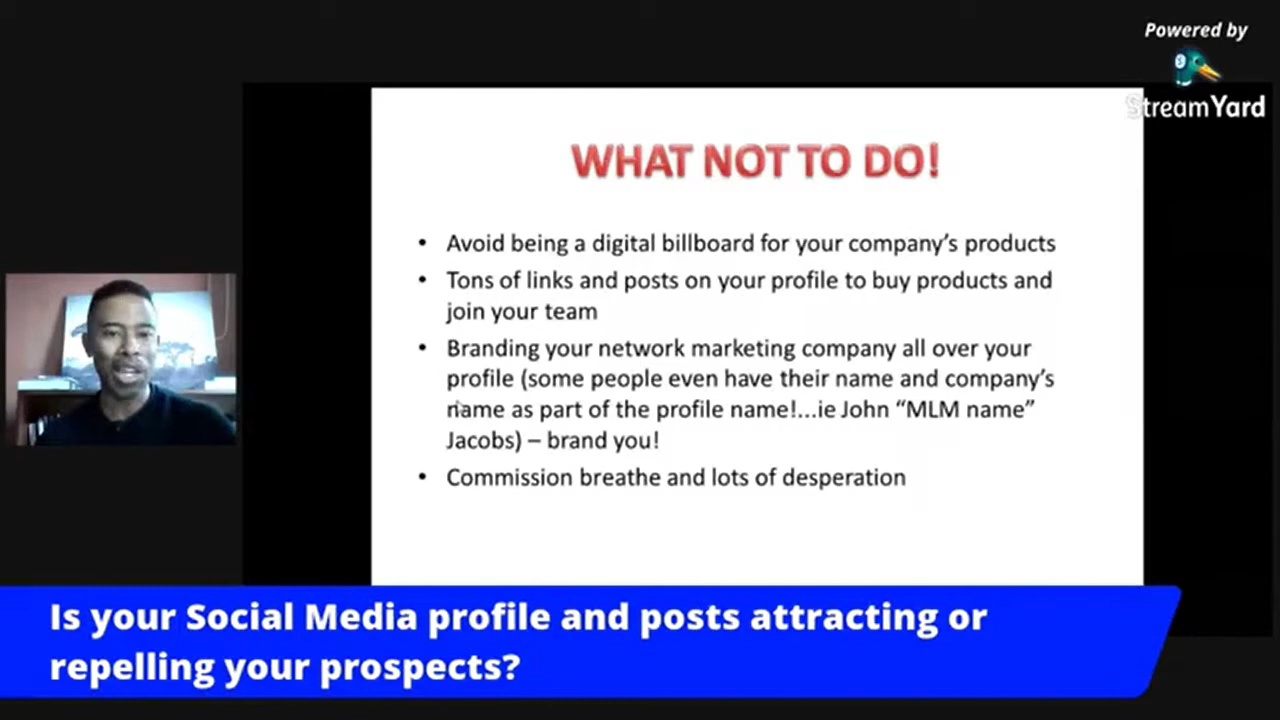 Powered by
StreamYard
WHAT NOT TO DO!
• Avoid being a digital billboard for your company's products
• Tons of links and posts on your profile to buy products and
join your team
• Branding your network marketing company all over your
profile (some people even have their name and company's
name as part of the profile name!...ie John “MLM name”
Jacobs) – brand you!
• Commission breathe and lots of desperation
Is your Social Media profile and posts attracting or
repelling your prospects?